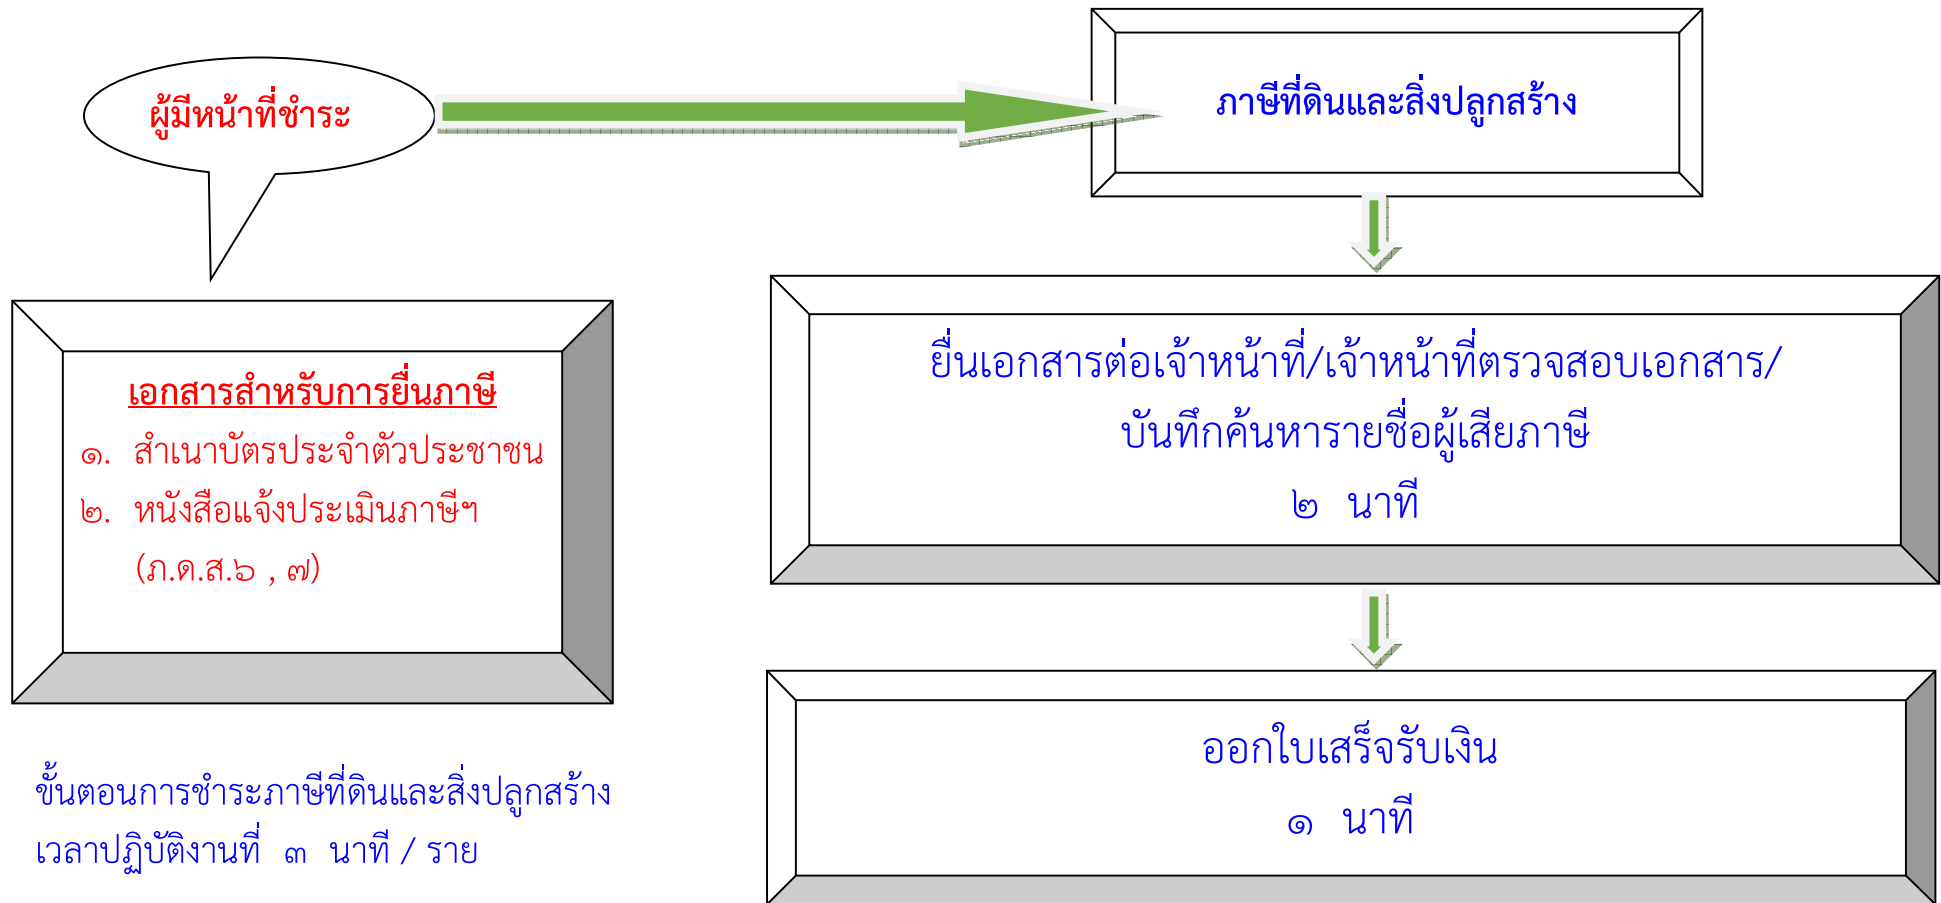 ผู้มีหน้าที่ชำระ
ภาษีที่ดินและสิ่งปลูกสร้าง
เอกสารสำหรับการยื่นภาษี
๑. สำเนาบัตรประจำตัวประชาชน
๒. หนังสือแจ้งประเมินภาษีฯ
(ภ.ด.ส.๖ , ๗)
ยื่นเอกสารต่อเจ้าหน้าที่/เจ้าหน้าที่ตรวจสอบเอกสาร/
บันทึกค้นหารายชื่อผู้เสียภาษี
๒ นาที
ออกใบเสร็จรับเงิน
๑ นาที
ขั้นตอนการชำระภาษีที่ดินและสิ่งปลูกสร้าง
เวลาปฏิบัติงานที่ ๓ นาที / ราย